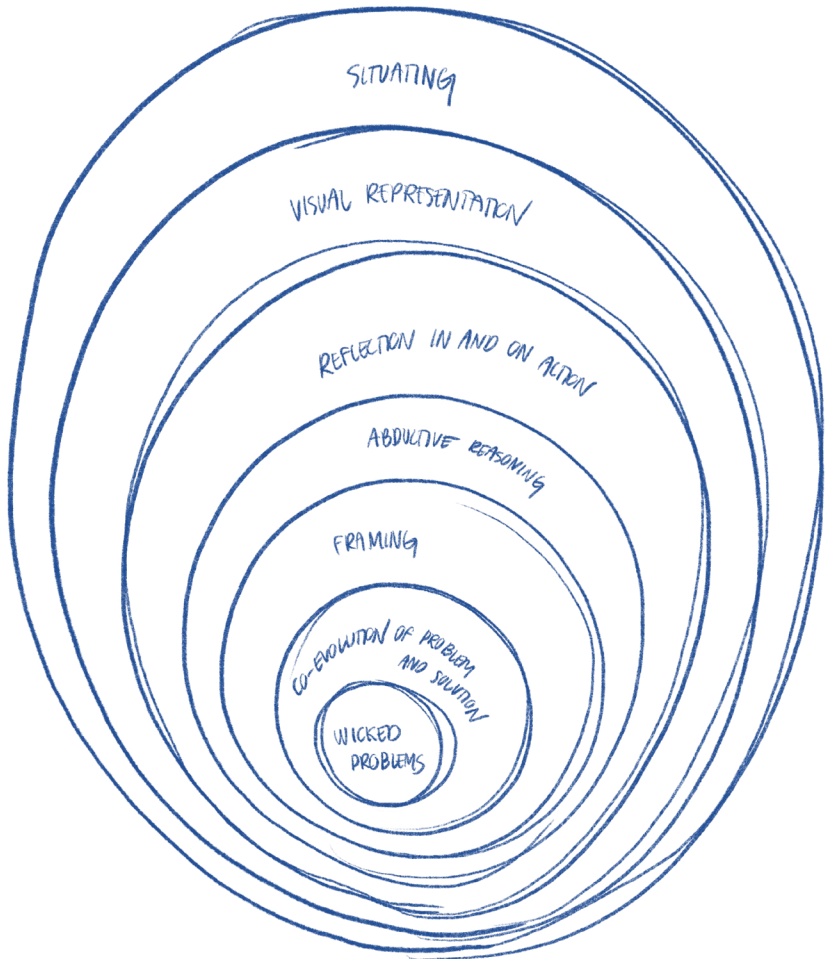 SITUATING
VISUAL REPRESENTATION
REFLECTION IN AND ON ACTION
ABDUCTIVE REASONING
FRAMING
CO-EVOLUTION OF PROBLEM
AND SOLUTION
WICKED
PROBLEMS